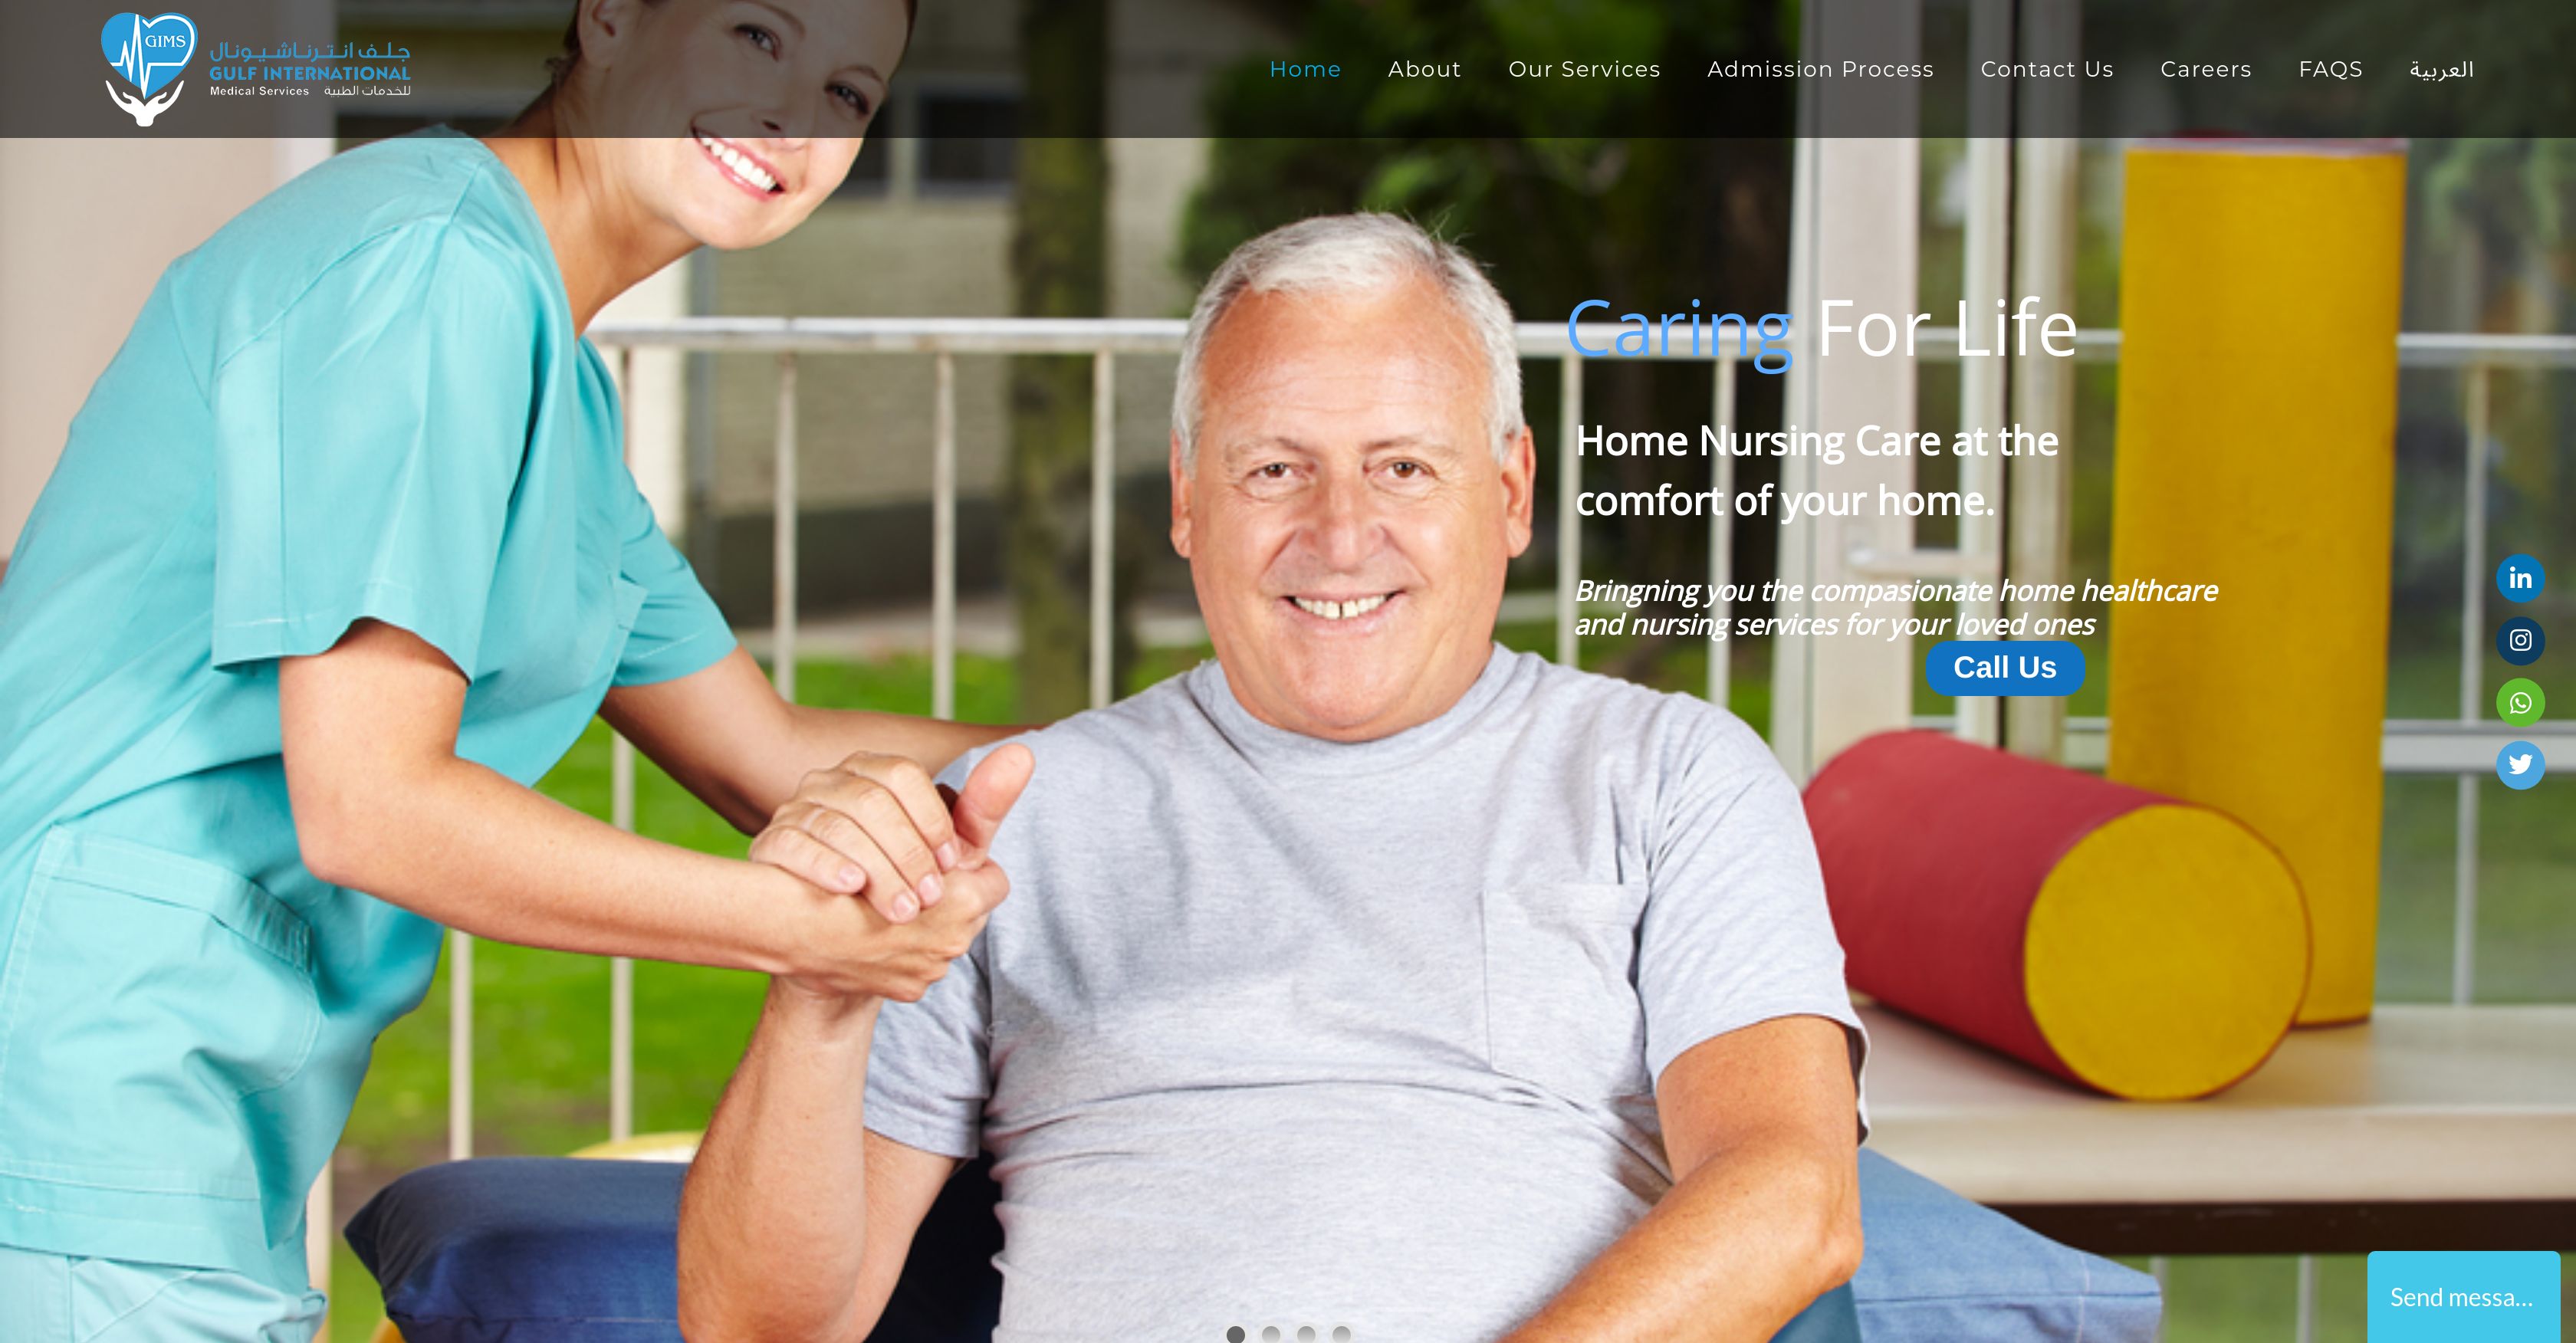 GIMS
جلف انترناشيونال
GULF INTERNATIONAL
Medical Services للخدمات الطبية
Home About Our Services Admission Process Contact Us Careers FAQS العربية
Caring For Life
Home Nursing Care at the
comfort of your home.
Bringning you the compasionate home healthcare
and nursing services for your loved ones
Call Us
in
Send messa...